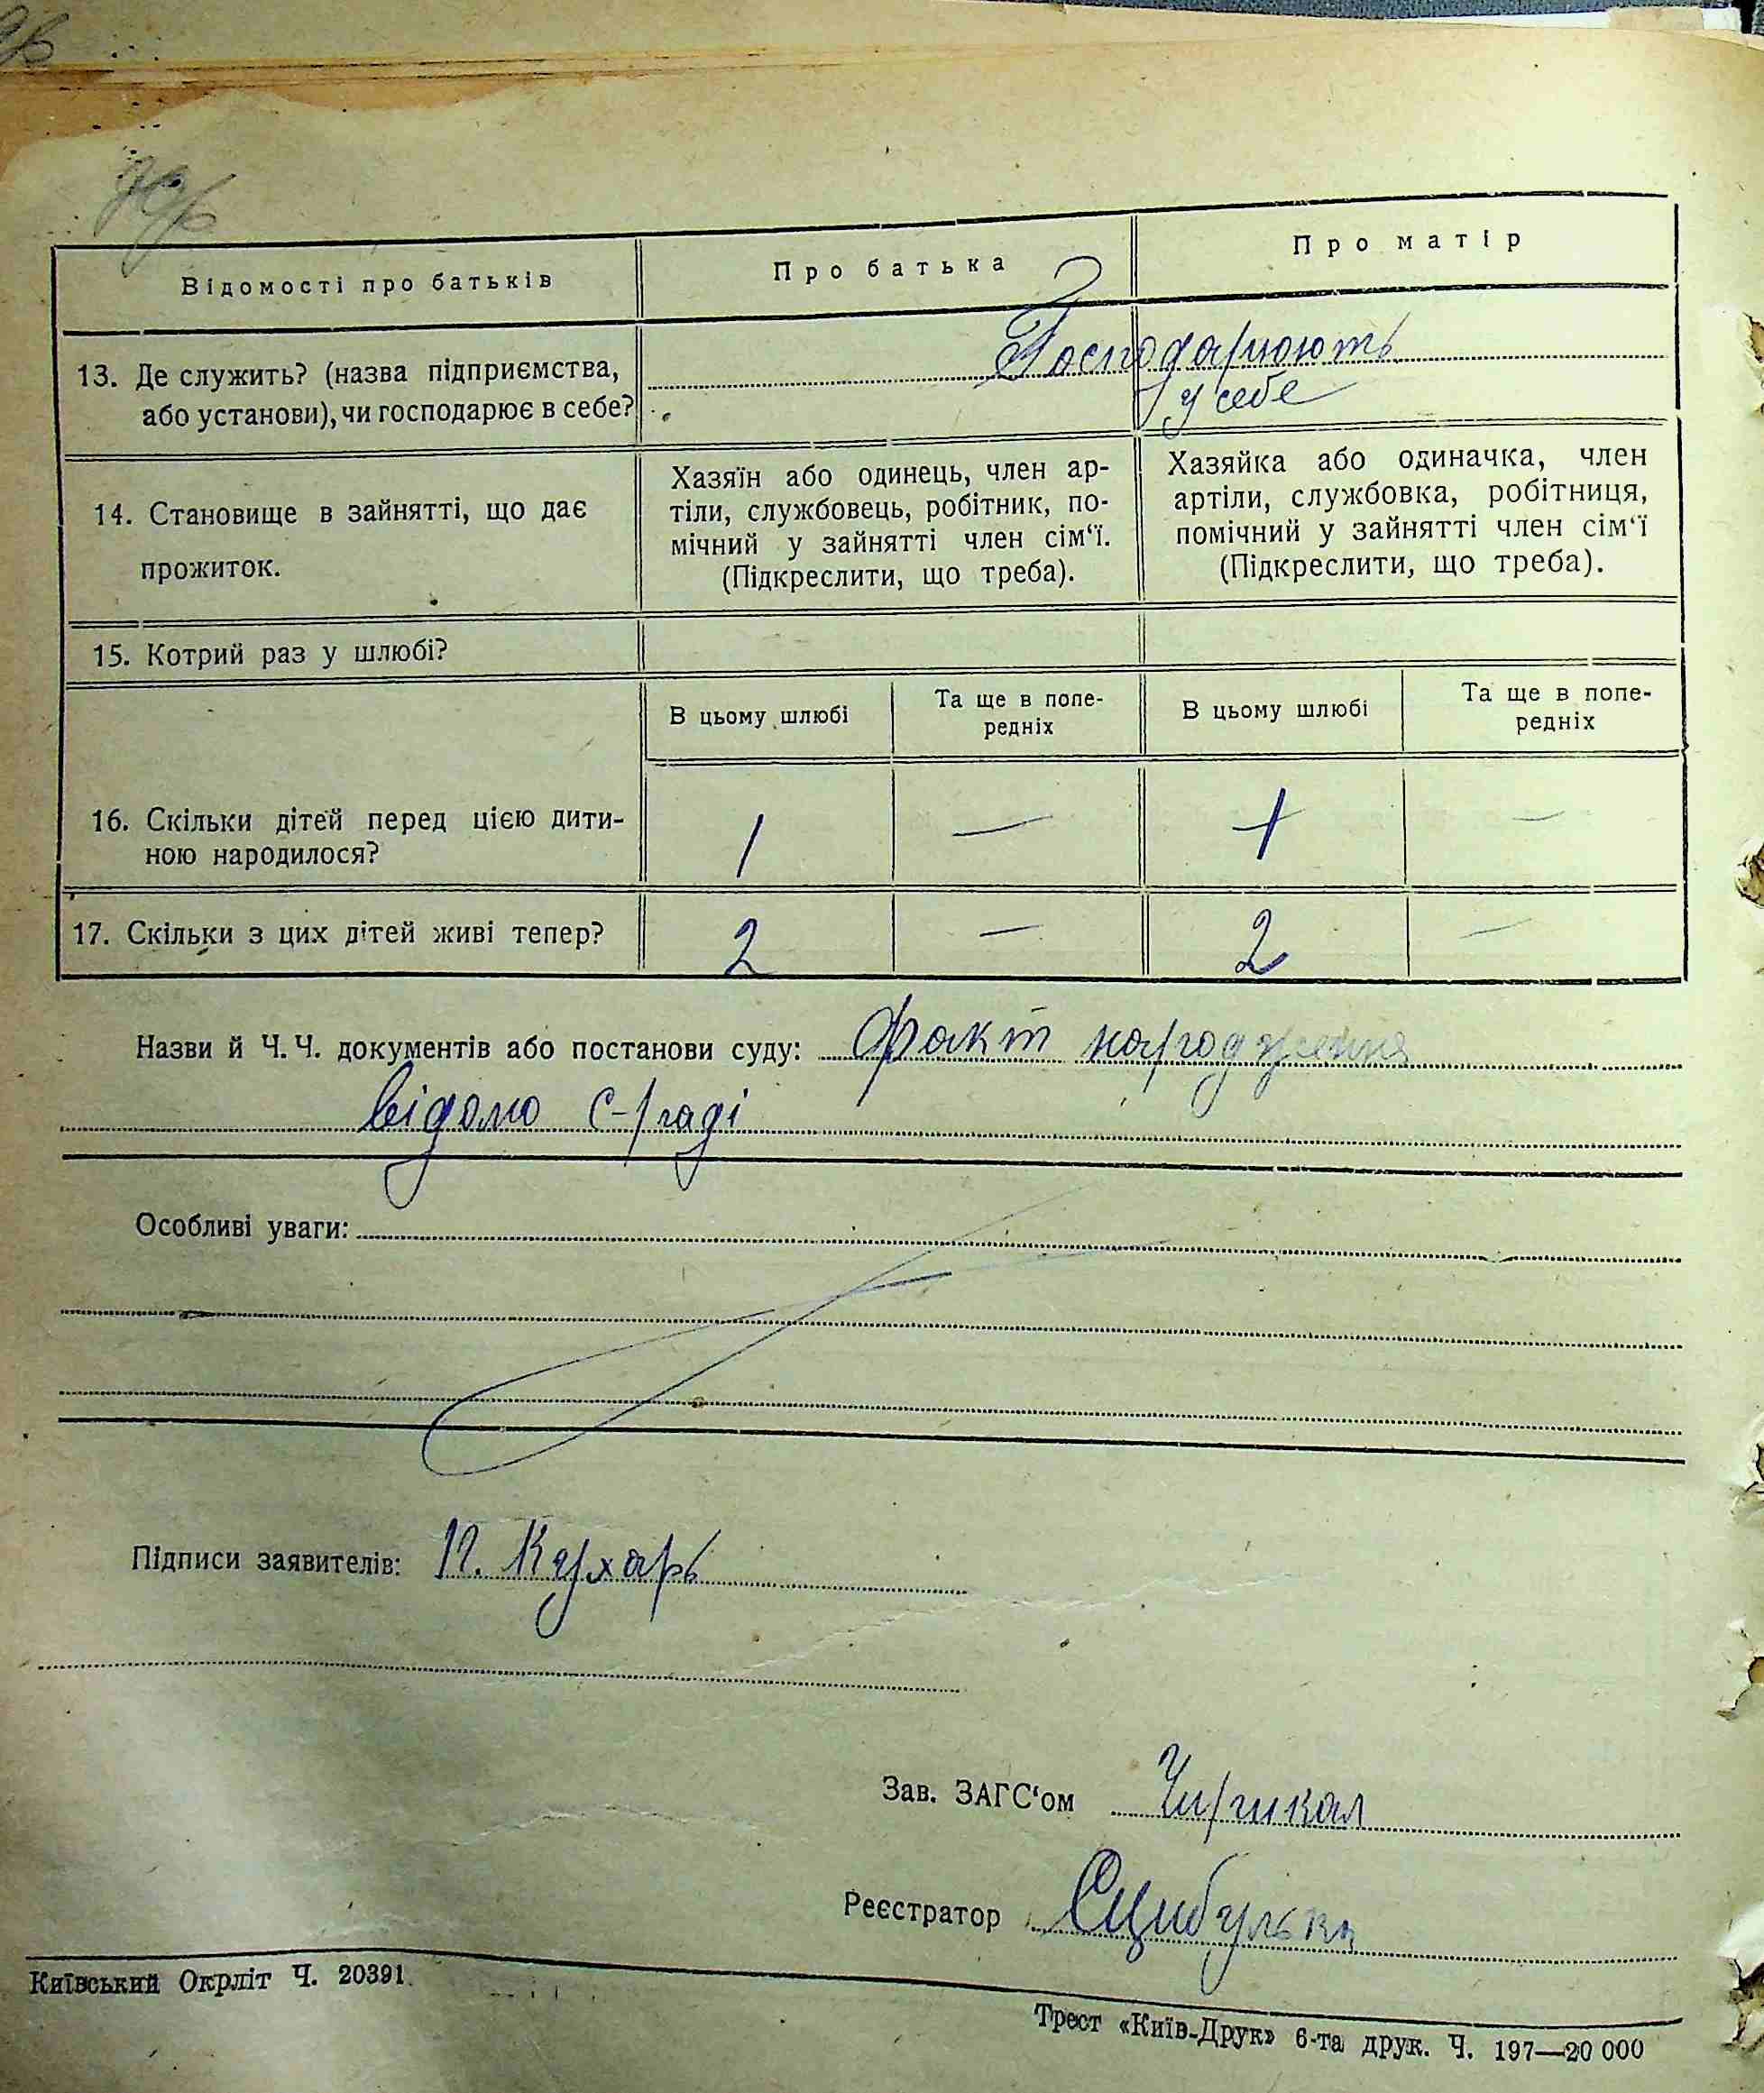 Відомості про батьків
Про батька
Про матір
13. Де служить? (назва підприємства,
або установи), чи господарює в себе?
Господарюють
у себе
14. Становище в зайнятті, що дає
прожиток.
Хазяїн або одинець, член ар-
тіли, службовець, робітник, по-
мічний у зайнятті член сім‘ї.
(Підкреслити, що треба).
Хазяйка або одиначка, член
артіли, службовка, робітниця,
помічний у зайнятті член сім‘ї
(Підкреслити, що треба).
15. Котрий раз у шлюбі?
В цьому шлюбі
Та ще в попе-
редніх
В цьому шлюбі
Та ще в попе-
редніх
16. Скільки дітей перед цією дити-
ною народилося?
1 — 1 —
17. Скільки з цих дітей живі тепер?
2 — 2 —
Назви й Ч. Ч. документів або постанови суду: Факт народження
відомо с-/раді
Особливі уваги:
Підписи заявителів: П. Кухарь
Зав. ЗАГС‘ом Чирикал
Реєстратор Сцибулька
Київський Окрліт Ч. 20391.
Трест «Київ-Друк» 6-та друк. Ч. 197—20 000